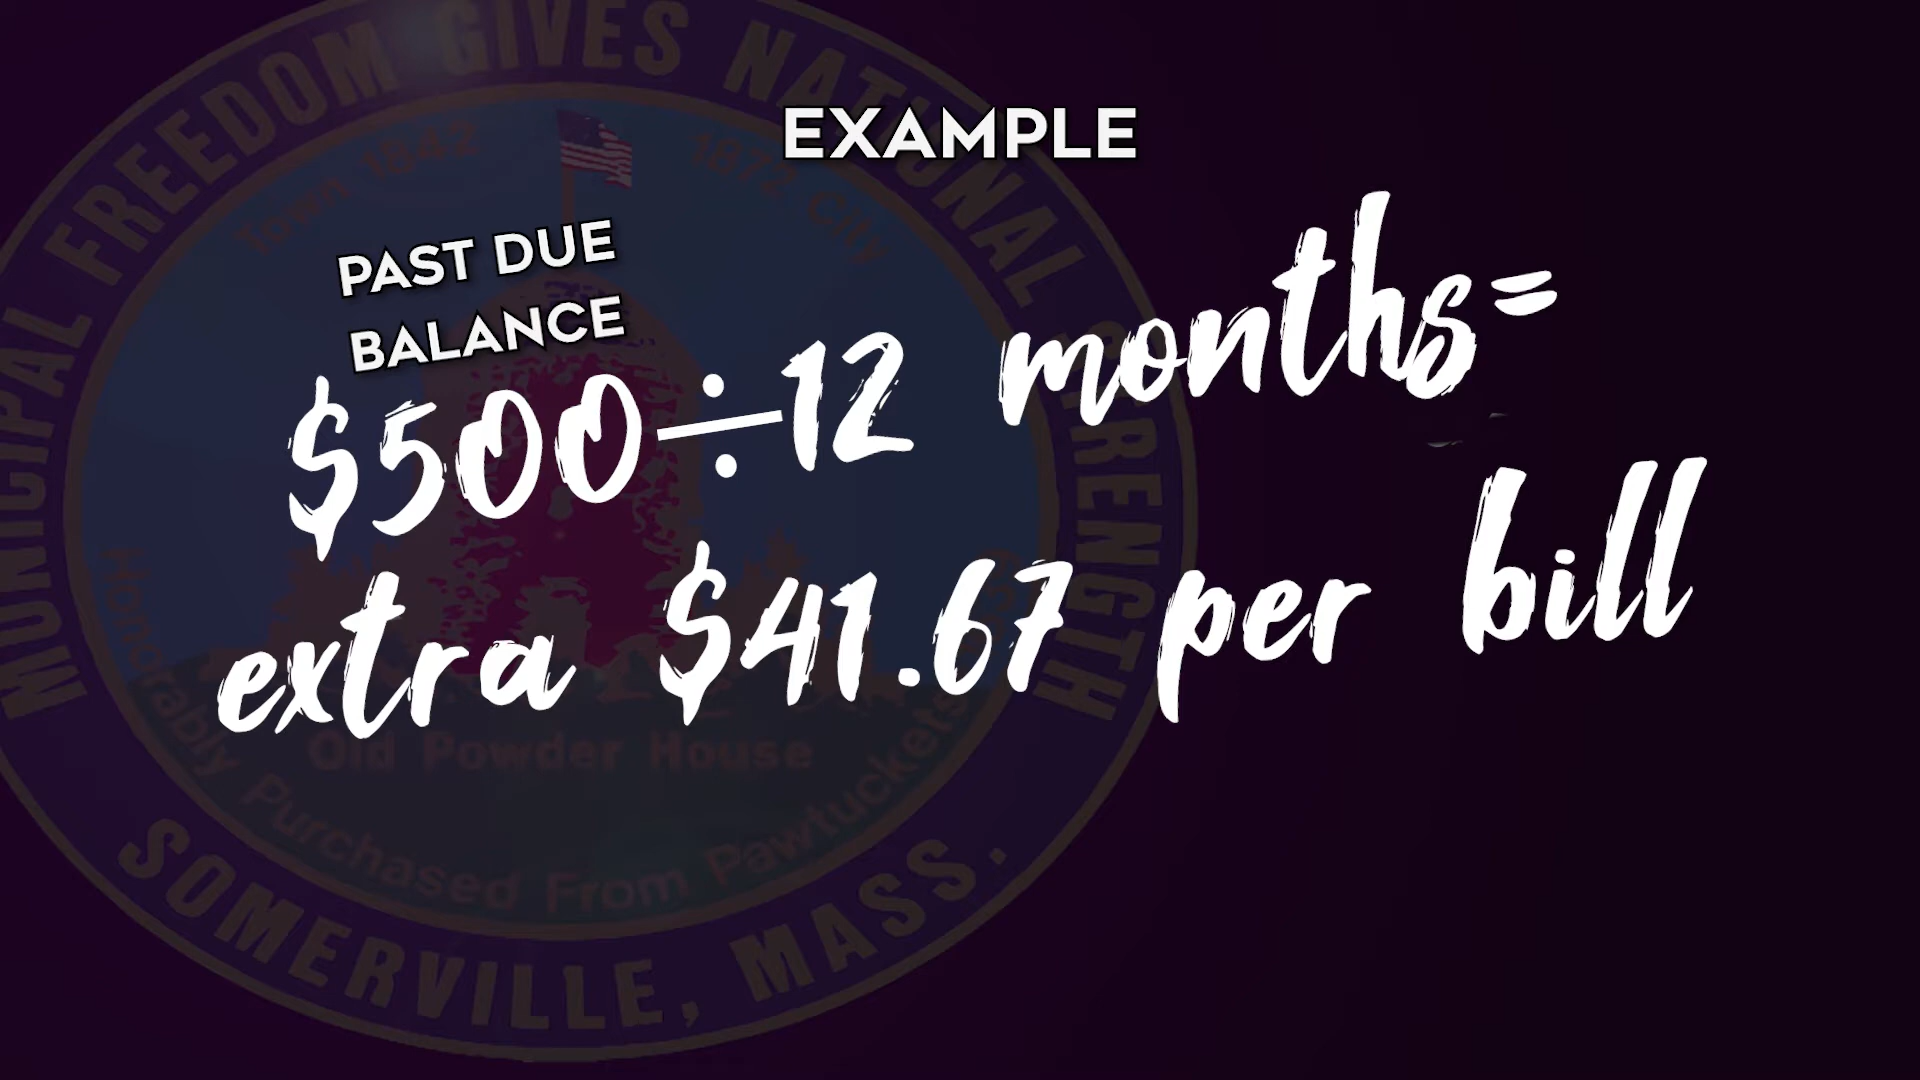 EXAMPLE
PAST DUE
BALANCE
$500÷12 months=
extra $41.67 per bill
MUNICIPAL FREEDOM GIVES NATIONAL STRENGTH
Town 1842 1872 City
Old Powder House
Honorably Purchased From Pawtuckets
SOMERVILLE, MASS.